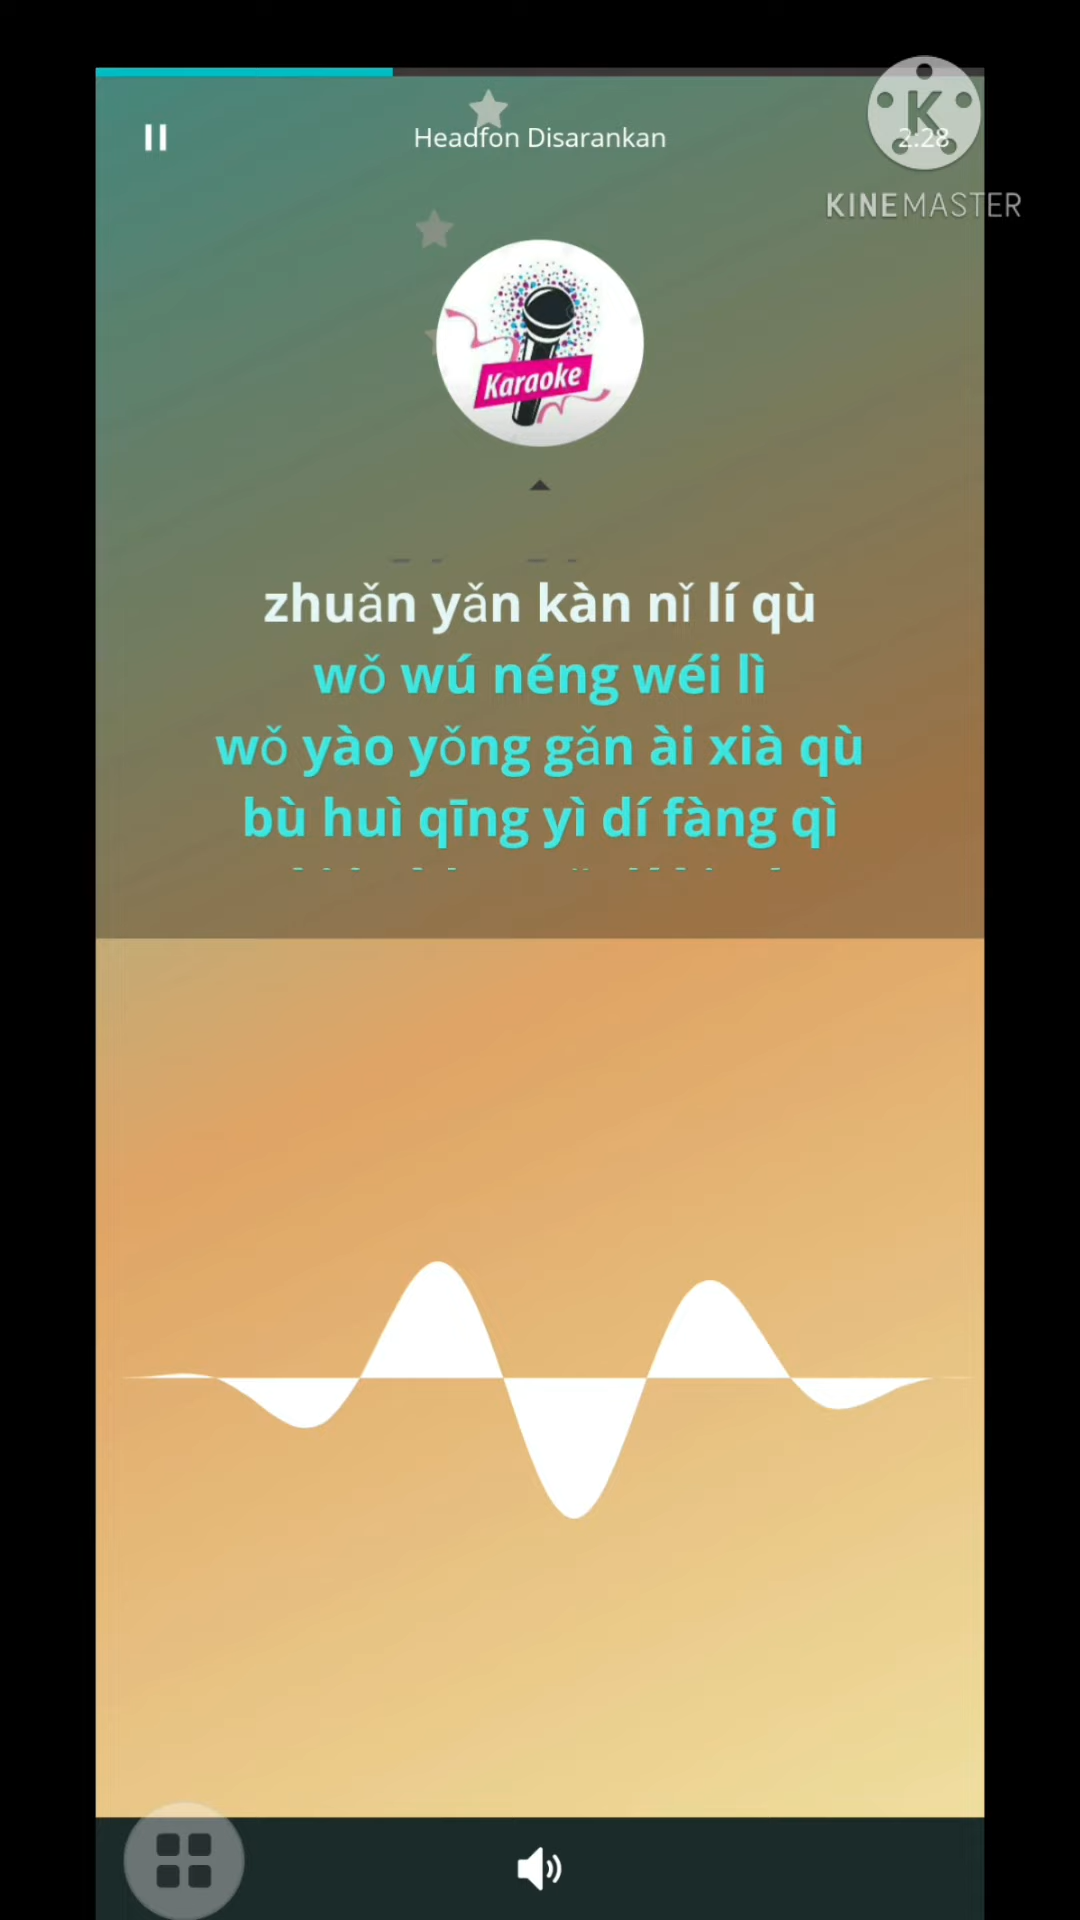 Headfon Disarankan
2:28
K
KINEMASTER
Karaoke
zhuǎn yǎn kàn nǐ lí qù
wǒ wú néng wéi lì
wǒ yào yǒng gǎn ài xià qù
bù huì qīng yì dí fàng qì